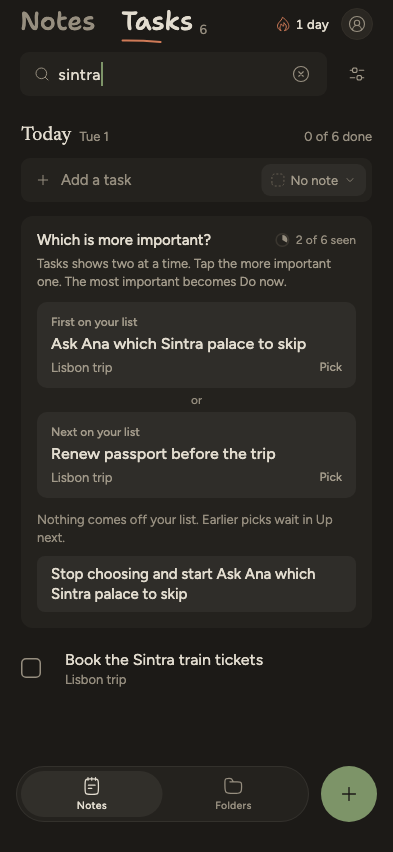 Notes Tasks 6
1 day
sintra
Today Tue 1
0 of 6 done
Add a task
No note
Which is more important?
2 of 6 seen
Tasks shows two at a time. Tap the more important
one. The most important becomes Do now.
First on your list
Ask Ana which Sintra palace to skip
Lisbon trip
Pick
or
Next on your list
Renew passport before the trip
Lisbon trip
Pick
Nothing comes off your list. Earlier picks wait in Up
next.
Stop choosing and start Ask Ana which
Sintra palace to skip
Book the Sintra train tickets
Lisbon trip
Notes
Folders